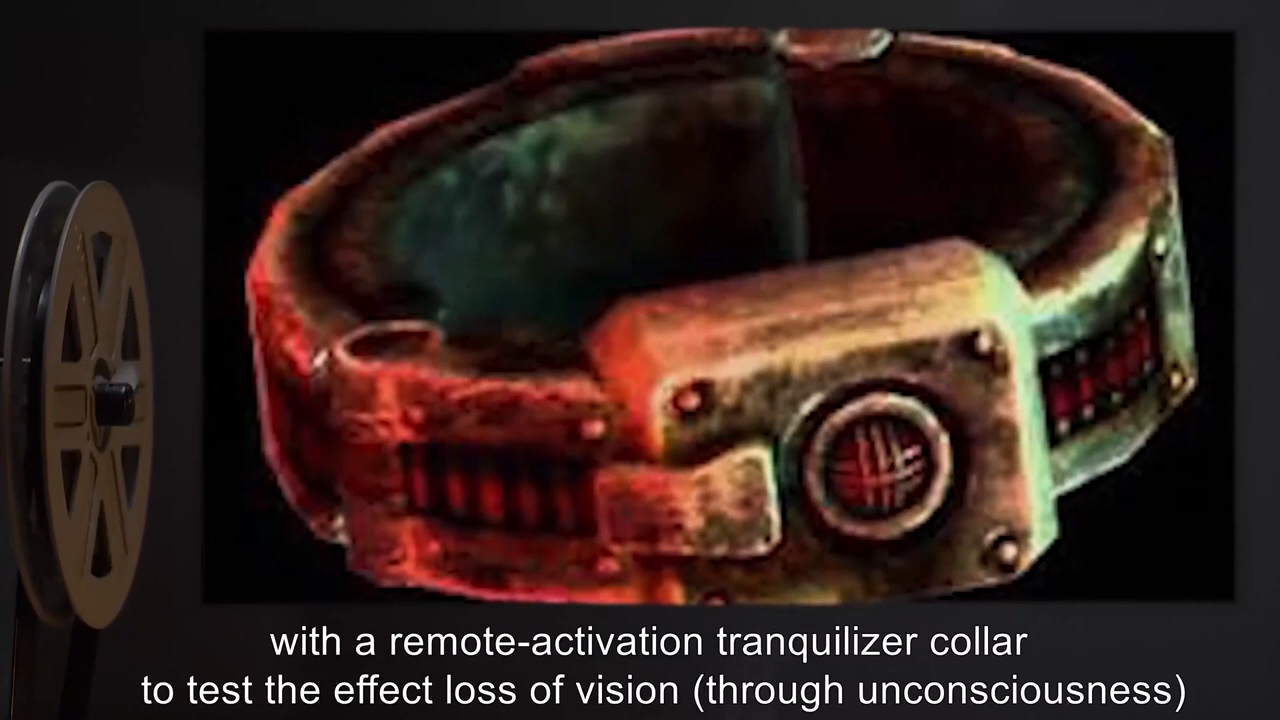 with a remote-activation tranquilizer collar
to test the effect loss of vision (through unconsciousness)